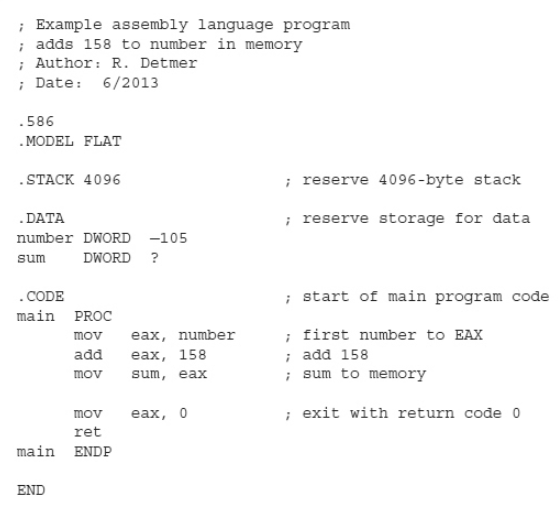 ; Example assembly language program
; adds 158 to number in memory
; Author: R. Detmer
; Date:  6/2013

.586
.MODEL FLAT

.STACK 4096                     ; reserve 4096-byte stack

.DATA                           ; reserve storage for data
number DWORD  –105
sum    DWORD  ?

.CODE                           ; start of main program code
main  PROC
      mov   eax, number         ; first number to EAX
      add   eax, 158            ; add 158
      mov   sum, eax            ; sum to memory

      mov   eax, 0              ; exit with return code 0
      ret
main  ENDP

END